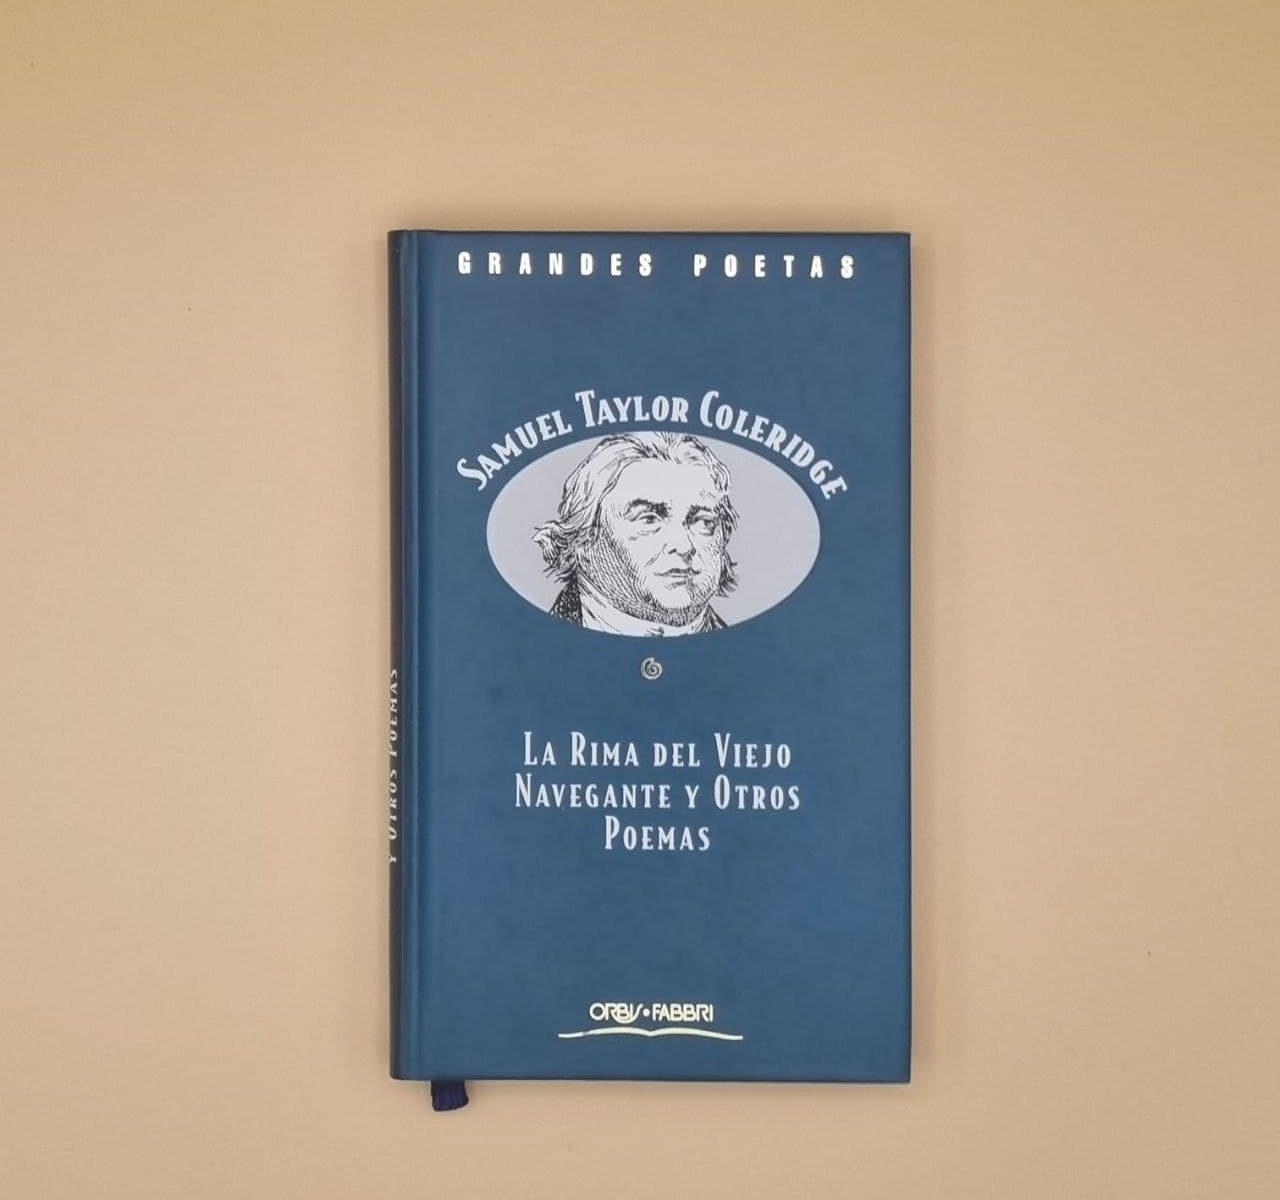 GRANDES POETAS
SAMUEL TAYLOR COLERIDGE
LA RIMA DEL VIEJO
NAVEGANTE Y OTROS
POEMAS
ORBIS•FABBRI
Y OTROS POEMAS